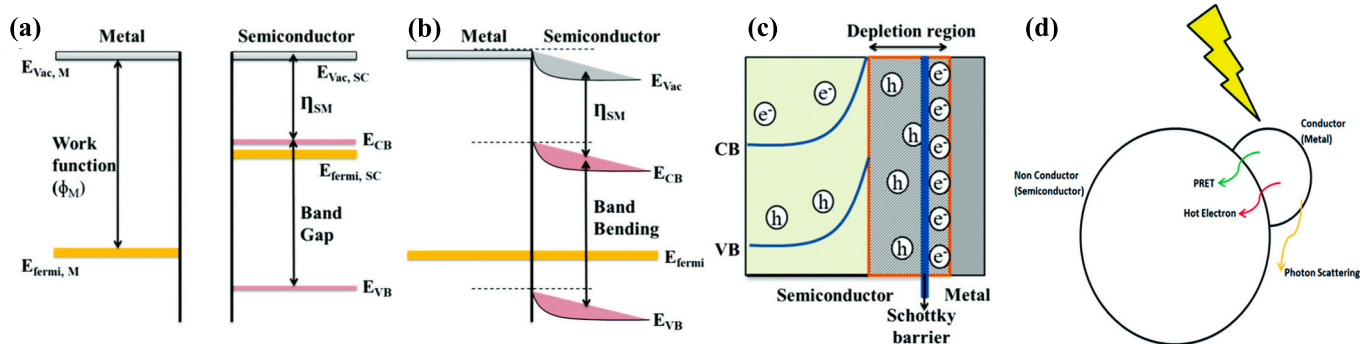 (a)
Metal
Semiconductor
E_Vac, M
E_Vac, SC
η_SM
Work
function
(ϕ_M)
E_CB
E_fermi, SC
Band
Gap
E_fermi, M
E_VB
(b)
Metal
Semiconductor
E_Vac
η_SM
E_CB
Band
Bending
E_fermi
E_VB
(c)
Depletion region
e⁻
e⁻
h
h
h
h
e⁻
e⁻
e⁻
e⁻
e⁻
e⁻
CB
h
h
VB
Semiconductor
Metal
Schottky
barrier
(d)
Conductor
(Metal)
Non Conductor
(Semiconductor)
PRET
Hot Electron
Photon Scattering